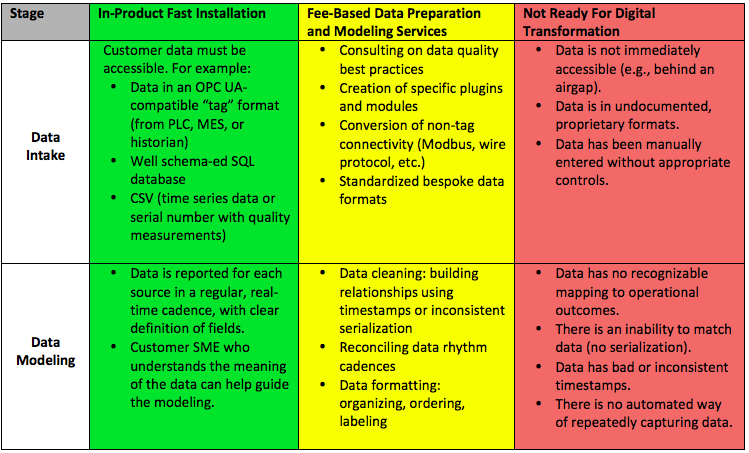 Stage
In-Product Fast Installation
Fee-Based Data Preparation
and Modeling Services
Not Ready For Digital
Transformation
Data
Intake
Customer data must be
accessible. For example:
• Data in an OPC UA-
compatible “tag” format
(from PLC, MES, or
historian)
• Well schema-ed SQL
database
• CSV (time series data or
serial number with quality
measurements)
• Consulting on data quality
best practices
• Creation of specific plugins
and modules
• Conversion of non-tag
connectivity (Modbus, wire
protocol, etc.)
• Standardized bespoke data
formats
• Data is not immediately
accessible (e.g., behind an
airgap).
• Data is in undocumented,
proprietary formats.
• Data has been manually
entered without appropriate
controls.
Data
Modeling
• Data is reported for each
source in a regular, real-
time cadence, with clear
definition of fields.
• Customer SME who
understands the meaning
of the data can help guide
the modeling.
• Data cleaning: building
relationships using
timestamps or inconsistent
serialization
• Reconciling data rhythm
cadences
• Data formatting:
organizing, ordering,
labeling
• Data has no recognizable
mapping to operational
outcomes.
• There is an inability to match
data (no serialization).
• Data has bad or inconsistent
timestamps.
• There is no automated way
of repeatedly capturing data.